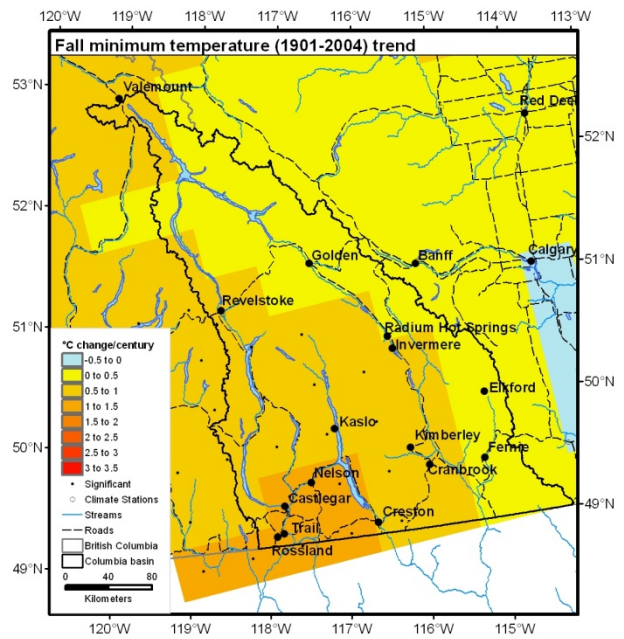 120°W 119°W 118°W 117°W 116°W 115°W 114°W 113°W
Fall minimum temperature (1901-2004) trend
53°N
Valemount
Red Deer
52°N
52°N
Golden
Banff
Calgary
51°N
Revelstoke
51°N
Radium Hot Springs
Invermere
°C change/century
-0.5 to 0
0 to 0.5
0.5 to 1
1 to 1.5
1.5 to 2
2 to 2.5
2.5 to 3
3 to 3.5
Significant
Climate Stations
Streams
Roads
British Columbia
Columbia basin
0 40 80
Kilometers
50°N
Elkford
Kaslo
Kimberley
50°N
Fernie
Cranbrook
Nelson
Castlegar
Creston
49°N
Trail
Rossland
49°N
120°W 119°W 118°W 117°W 116°W 115°W